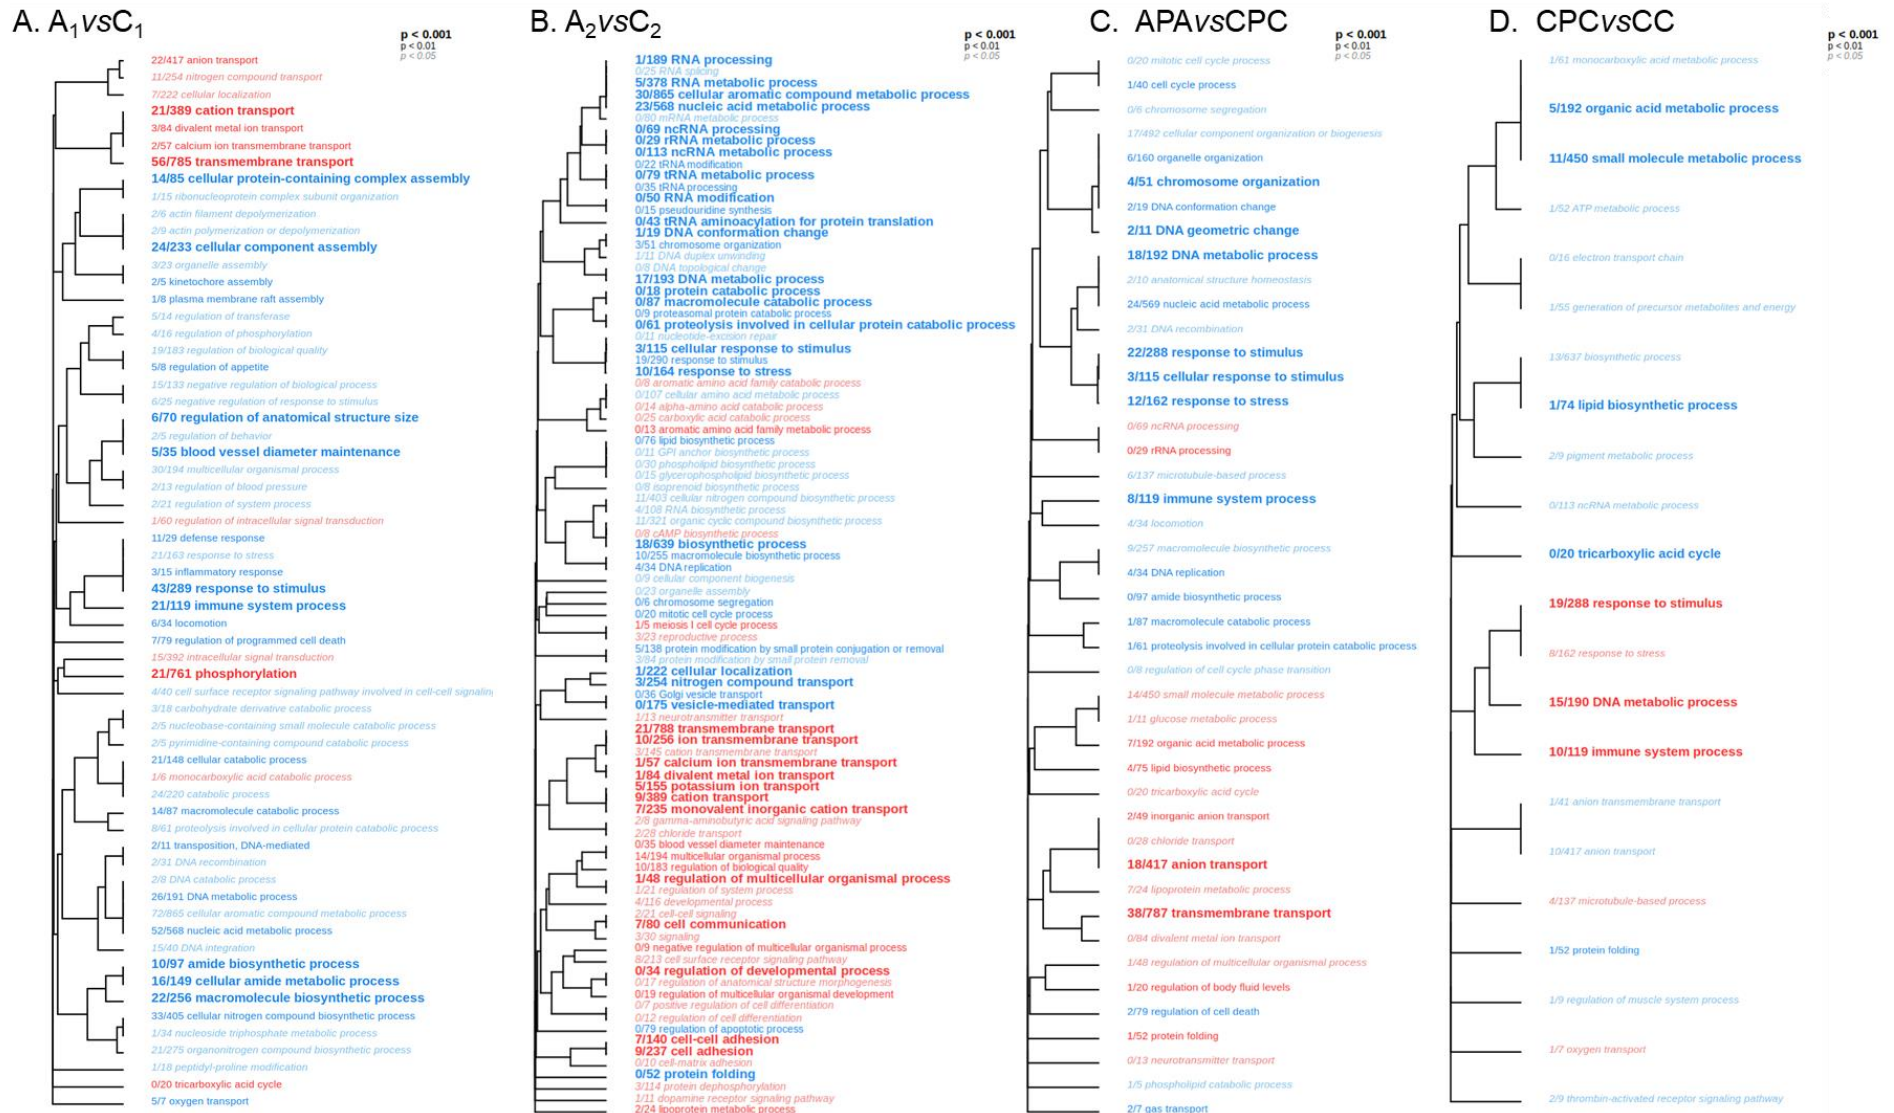 A. A1vsC1
p < 0.001
p < 0.01
p < 0.05
22/417 anion transport
11/254 nitrogen compound transport
7/222 cellular localization
21/389 cation transport
3/84 divalent metal ion transport
2/57 calcium ion transmembrane transport
56/785 transmembrane transport
14/85 cellular protein-containing complex assembly
1/15 ribonucleoprotein complex subunit organization
2/6 actin filament depolymerization
2/9 actin polymerization or depolymerization
24/233 cellular component assembly
3/23 organelle assembly
2/5 kinetochore assembly
1/8 plasma membrane raft assembly
5/14 regulation of transferase
4/16 regulation of phosphorylation
19/183 regulation of biological quality
5/8 regulation of appetite
15/133 negative regulation of biological process
6/25 negative regulation of response to stimulus
6/70 regulation of anatomical structure size
2/5 regulation of behavior
5/35 blood vessel diameter maintenance
30/194 multicellular organismal process
2/13 regulation of blood pressure
2/21 regulation of system process
1/60 regulation of intracellular signal transduction
11/29 defense response
21/163 response to stress
3/15 inflammatory response
43/289 response to stimulus
21/119 immune system process
6/34 locomotion
7/79 regulation of programmed cell death
15/392 intracellular signal transduction
21/761 phosphorylation
4/40 cell surface receptor signaling pathway involved in cell-cell signaling
3/18 carbohydrate derivative catabolic process
2/5 nucleobase-containing small molecule catabolic process
2/5 pyrimidine-containing compound catabolic process
21/148 cellular catabolic process
1/6 monocarboxylic acid catabolic process
24/220 catabolic process
14/87 macromolecule catabolic process
8/61 proteolysis involved in cellular protein catabolic process
2/11 transposition, DNA-mediated
2/31 DNA recombination
2/8 DNA catabolic process
26/191 DNA metabolic process
72/865 cellular aromatic compound metabolic process
52/568 nucleic acid metabolic process
15/40 DNA integration
10/97 amide biosynthetic process
16/149 cellular amide metabolic process
22/256 macromolecule biosynthetic process
33/405 cellular nitrogen compound biosynthetic process
1/34 nucleoside triphosphate metabolic process
21/275 organonitrogen compound biosynthetic process
1/18 peptidyl-proline modification
0/20 tricarboxylic acid cycle
5/7 oxygen transport
B. A2vsC2
p < 0.001
p < 0.01
p < 0.05
1/189 RNA processing
0/25 RNA splicing
5/378 RNA metabolic process
30/865 cellular aromatic compound metabolic process
23/568 nucleic acid metabolic process
0/80 mRNA metabolic process
0/69 ncRNA processing
0/29 rRNA metabolic process
0/113 ncRNA metabolic process
0/22 tRNA modification
0/79 tRNA metabolic process
0/35 tRNA processing
0/50 RNA modification
0/15 pseudouridine synthesis
0/43 tRNA aminoacylation for protein translation
1/19 DNA conformation change
3/51 chromosome organization
1/11 DNA duplex unwinding
0/8 DNA topological change
17/193 DNA metabolic process
0/18 protein catabolic process
0/87 macromolecule catabolic process
0/9 proteasomal protein catabolic process
0/61 proteolysis involved in cellular protein catabolic process
0/11 nucleotide-excision repair
3/115 cellular response to stimulus
19/290 response to stimulus
10/164 response to stress
0/8 aromatic amino acid family catabolic process
0/107 cellular amino acid metabolic process
0/14 alpha-amino acid catabolic process
0/25 carboxylic acid catabolic process
0/13 aromatic amino acid family metabolic process
0/76 lipid biosynthetic process
0/11 GPI anchor biosynthetic process
0/30 phospholipid biosynthetic process
0/15 glycerophospholipid biosynthetic process
0/8 isoprenoid biosynthetic process
11/403 cellular nitrogen compound biosynthetic process
4/108 RNA biosynthetic process
11/321 organic cyclic compound biosynthetic process
0/8 cAMP biosynthetic process
18/639 biosynthetic process
10/255 macromolecule biosynthetic process
4/34 DNA replication
0/9 cellular component biogenesis
0/23 organelle assembly
0/6 chromosome segregation
0/20 mitotic cell cycle process
1/5 meiosis I cell cycle process
3/23 reproductive process
5/138 protein modification by small protein conjugation or removal
3/84 protein modification by small protein removal
1/222 cellular localization
3/254 nitrogen compound transport
0/36 Golgi vesicle transport
0/175 vesicle-mediated transport
1/13 neurotransmitter transport
21/788 transmembrane transport
10/256 ion transmembrane transport
3/145 cation transmembrane transport
1/57 calcium ion transmembrane transport
1/84 divalent metal ion transport
5/155 potassium ion transport
9/389 cation transport
7/235 monovalent inorganic cation transport
2/8 gamma-aminobutyric acid signaling pathway
2/28 chloride transport
0/35 blood vessel diameter maintenance
14/194 multicellular organismal process
10/183 regulation of biological quality
1/48 regulation of multicellular organismal process
1/21 regulation of system process
4/116 developmental process
2/21 cell-cell signaling
7/80 cell communication
3/30 signaling
0/9 negative regulation of multicellular organismal process
8/213 cell surface receptor signaling pathway
0/34 regulation of developmental process
0/17 regulation of anatomical structure morphogenesis
0/19 regulation of multicellular organismal development
0/7 positive regulation of cell differentiation
0/12 regulation of cell differentiation
0/79 regulation of apoptotic process
7/140 cell-cell adhesion
9/237 cell adhesion
0/10 cell-matrix adhesion
0/52 protein folding
3/114 protein dephosphorylation
1/11 dopamine receptor signaling pathway
2/24 lipoprotein metabolic process
C. APAvsCPC
p < 0.001
p < 0.01
p < 0.05
0/20 mitotic cell cycle process
1/40 cell cycle process
0/6 chromosome segregation
17/492 cellular component organization or biogenesis
6/160 organelle organization
4/51 chromosome organization
2/19 DNA conformation change
2/11 DNA geometric change
18/192 DNA metabolic process
2/10 anatomical structure homeostasis
24/569 nucleic acid metabolic process
2/31 DNA recombination
22/288 response to stimulus
3/115 cellular response to stimulus
12/162 response to stress
0/69 ncRNA processing
0/29 rRNA processing
6/137 microtubule-based process
8/119 immune system process
4/34 locomotion
9/257 macromolecule biosynthetic process
4/34 DNA replication
0/97 amide biosynthetic process
1/87 macromolecule catabolic process
1/61 proteolysis involved in cellular protein catabolic process
0/8 regulation of cell cycle phase transition
14/450 small molecule metabolic process
1/11 glucose metabolic process
7/192 organic acid metabolic process
4/75 lipid biosynthetic process
0/20 tricarboxylic acid cycle
2/49 inorganic anion transport
0/28 chloride transport
18/417 anion transport
7/24 lipoprotein metabolic process
38/787 transmembrane transport
0/84 divalent metal ion transport
1/48 regulation of multicellular organismal process
1/20 regulation of body fluid levels
2/79 regulation of cell death
1/52 protein folding
0/13 neurotransmitter transport
1/5 phospholipid catabolic process
2/7 gas transport
D. CPCvsCC
p < 0.001
p < 0.01
p < 0.05
1/61 monocarboxylic acid metabolic process
5/192 organic acid metabolic process
11/450 small molecule metabolic process
1/52 ATP metabolic process
0/16 electron transport chain
1/55 generation of precursor metabolites and energy
13/637 biosynthetic process
1/74 lipid biosynthetic process
2/9 pigment metabolic process
0/113 ncRNA metabolic process
0/20 tricarboxylic acid cycle
19/288 response to stimulus
8/162 response to stress
15/190 DNA metabolic process
10/119 immune system process
1/41 anion transmembrane transport
10/417 anion transport
4/137 microtubule-based process
1/52 protein folding
1/9 regulation of muscle system process
1/7 oxygen transport
2/9 thrombin-activated receptor signaling pathway